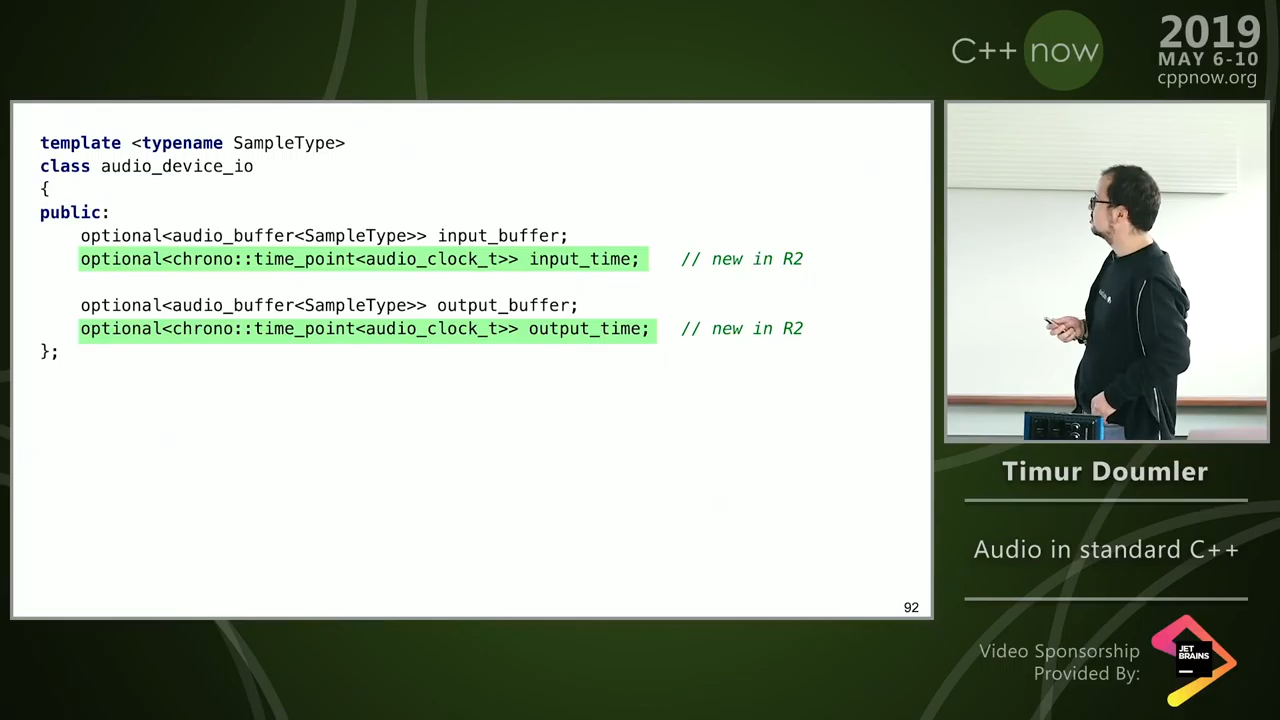 C++ now
2019
MAY 6-10
cppnow.org
template <typename SampleType>
class audio_device_io
{
public:
optional<audio_buffer<SampleType>> input_buffer;
optional<chrono::time_point<audio_clock_t>> input_time; // new in R2
optional<audio_buffer<SampleType>> output_buffer;
optional<chrono::time_point<audio_clock_t>> output_time; // new in R2
};
92
Timur Doumler
Audio in standard C++
Video Sponsorship
Provided By:
JET
BRAINS